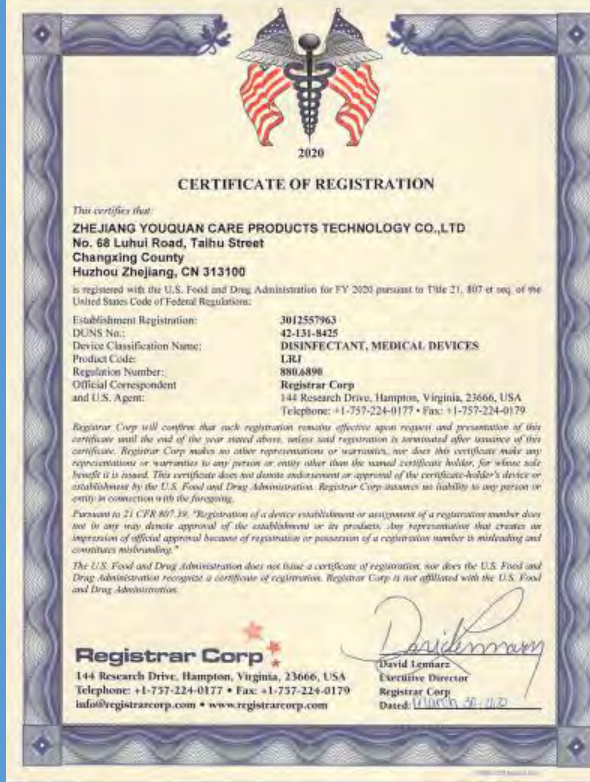 2020
CERTIFICATE OF REGISTRATION
This certifies that:
ZHEJIANG YOUQUAN CARE PRODUCTS TECHNOLOGY CO.,LTD
No. 68 Luhui Road, Taihu Street
Changxing County
Huzhou Zhejiang, CN 313100
is registered with the U.S. Food and Drug Administration for FY 2020 pursuant to Title 21, 807 et seq. of the
United States Code of Federal Regulations:
Establishment Registration: 3012557963
DUNS No.: 42-131-8425
Device Classification Name: DISINFECTANT, MEDICAL DEVICES
Product Code: LRJ
Regulation Number: 880.6890
Official Correspondent Registrar Corp
and U.S. Agent: 144 Research Drive, Hampton, Virginia, 23666, USA
Telephone: +1-757-224-0177 • Fax: +1-757-224-0179
Registrar Corp will confirm that such registration remains effective upon request and presentation of this
certificate until the end of the year stated above, unless said registration is terminated after issuance of this
certificate. Registrar Corp makes no other representations or warranties, nor does this certificate make any
representations or warranties to any person or entity other than the named certificate holder, for whose sole
benefit it is issued. This certificate does not denote endorsement or approval of the certificate-holder's device or
establishment by the U.S. Food and Drug Administration. Registrar Corp assumes no liability to any person or
entity in connection with the foregoing.
Pursuant to 21 CFR 807.39, "Registration of a device establishment or assignment of a registration number does
not in any way denote approval of the establishment or its products. Any representation that creates an
impression of official approval because of registration or possession of a registration number is misleading and
constitutes misbranding."
The U.S. Food and Drug Administration does not issue a certificate of registration, nor does the U.S. Food and
Drug Administration recognize a certificate of registration. Registrar Corp is not affiliated with the U.S. Food
and Drug Administration.
Registrar Corp
144 Research Drive, Hampton, Virginia, 23666, USA
Telephone: +1-757-224-0177 • Fax: +1-757-224-0179
info@registrarcorp.com • www.registrarcorp.com
David Lennarz
David Lennarz
Executive Director
Registrar Corp
Dated: March 30,